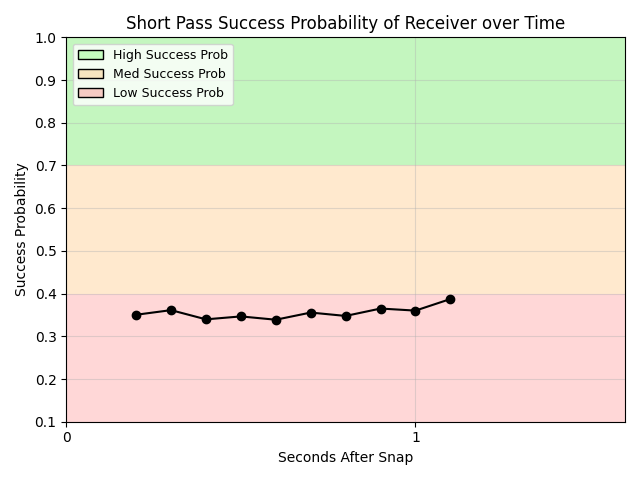 Short Pass Success Probability of Receiver over Time
High Success Prob
Med Success Prob
Low Success Prob
1.0
0.9
0.8
0.7
0.6
0.5
0.4
0.3
0.2
0.1
Success Probability
0 1
Seconds After Snap